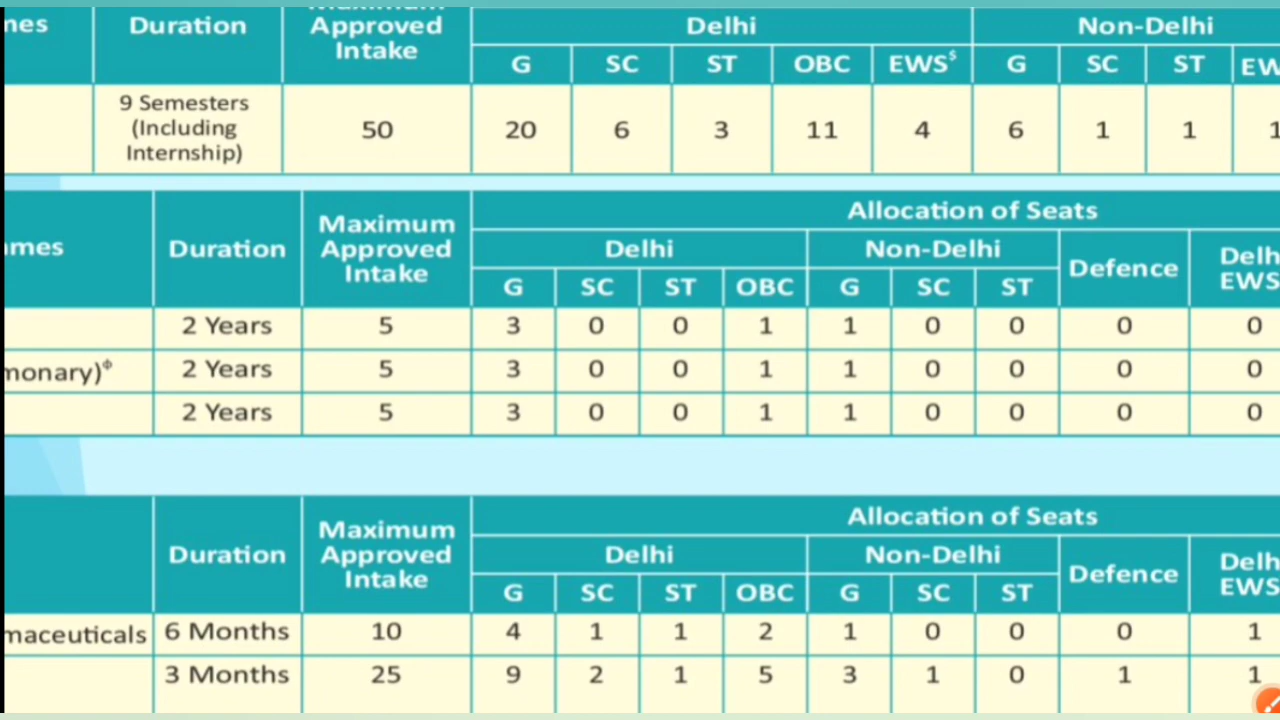 Duration Approved Intake Delhi Non-Delhi
G SC ST OBC EWS$ G SC ST
9 Semesters (Including Internship) 50 20 6 3 11 4 6 1 1 1
Allocation of Seats
Duration Maximum Approved Intake Delhi Non-Delhi Defence EWS
G SC ST OBC G SC ST
2 Years 5 3 0 0 1 1 0 0 0 0
monary)ϕ 2 Years 5 3 0 0 1 1 0 0 0 0
2 Years 5 3 0 0 1 1 0 0 0 0
Allocation of Seats
Duration Maximum Approved Intake Delhi Non-Delhi Defence EWS
G SC ST OBC G SC ST
maceuticals 6 Months 10 4 1 1 2 1 0 0 0 1
3 Months 25 9 2 1 5 3 1 0 1 1